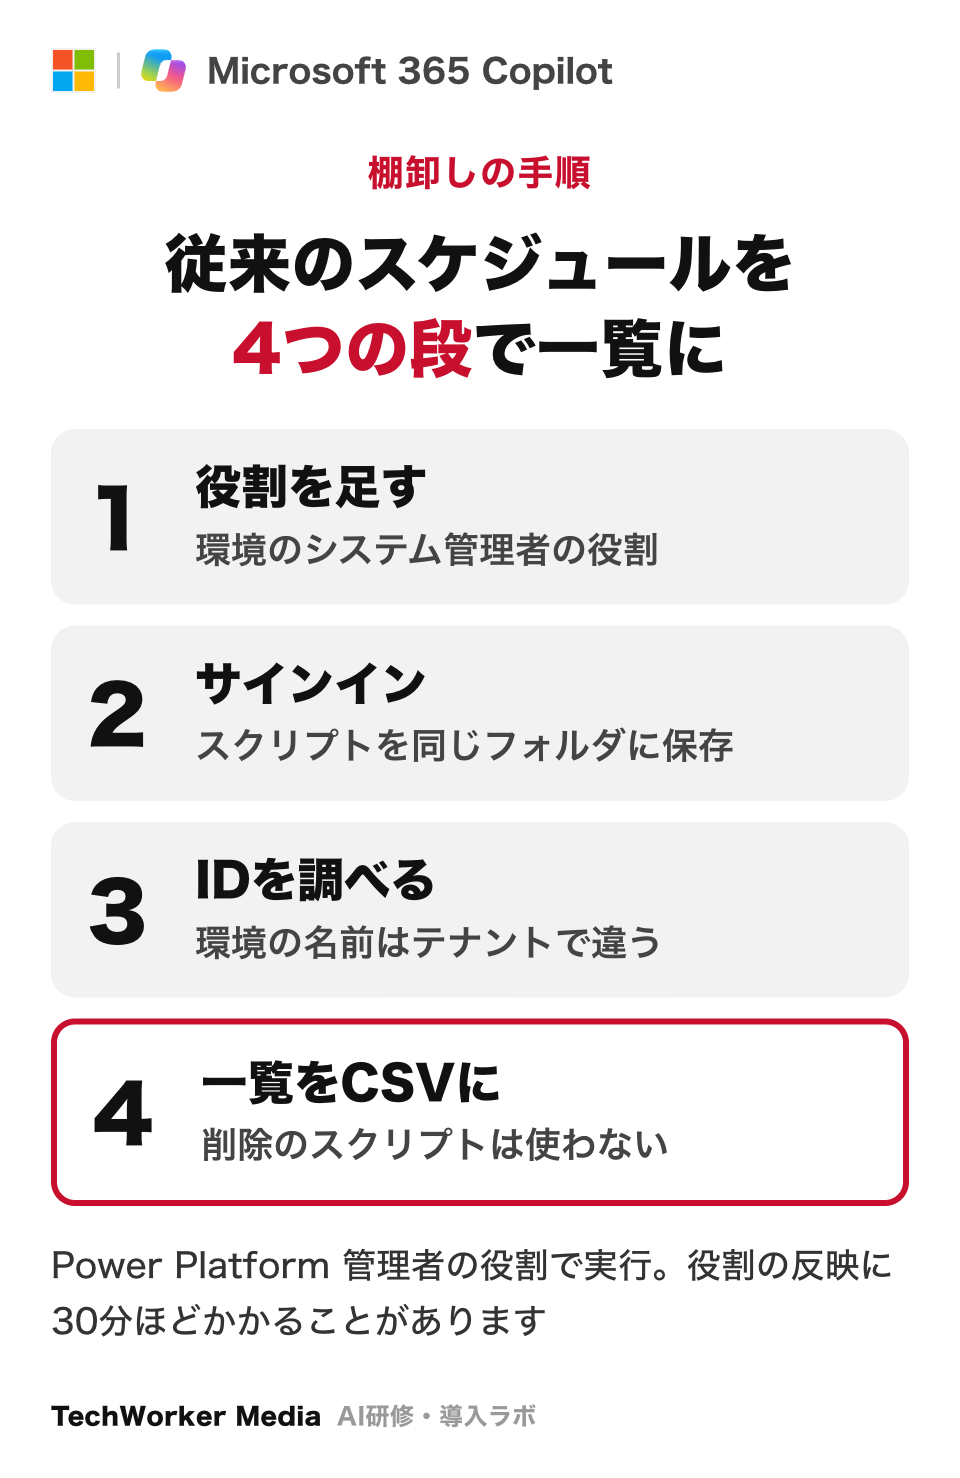 Microsoft 365 Copilot
棚卸しの手順
従来のスケジュールを
4つの段で一覧に
1
役割を足す
環境のシステム管理者の役割
2
サインイン
スクリプトを同じフォルダに保存
3
IDを調べる
環境の名前はテナントで違う
4
一覧をCSVに
削除のスクリプトは使わない
Power Platform 管理者の役割で実行。役割の反映に
30分ほどかかることがあります
TechWorker Media AI研修・導入ラボ